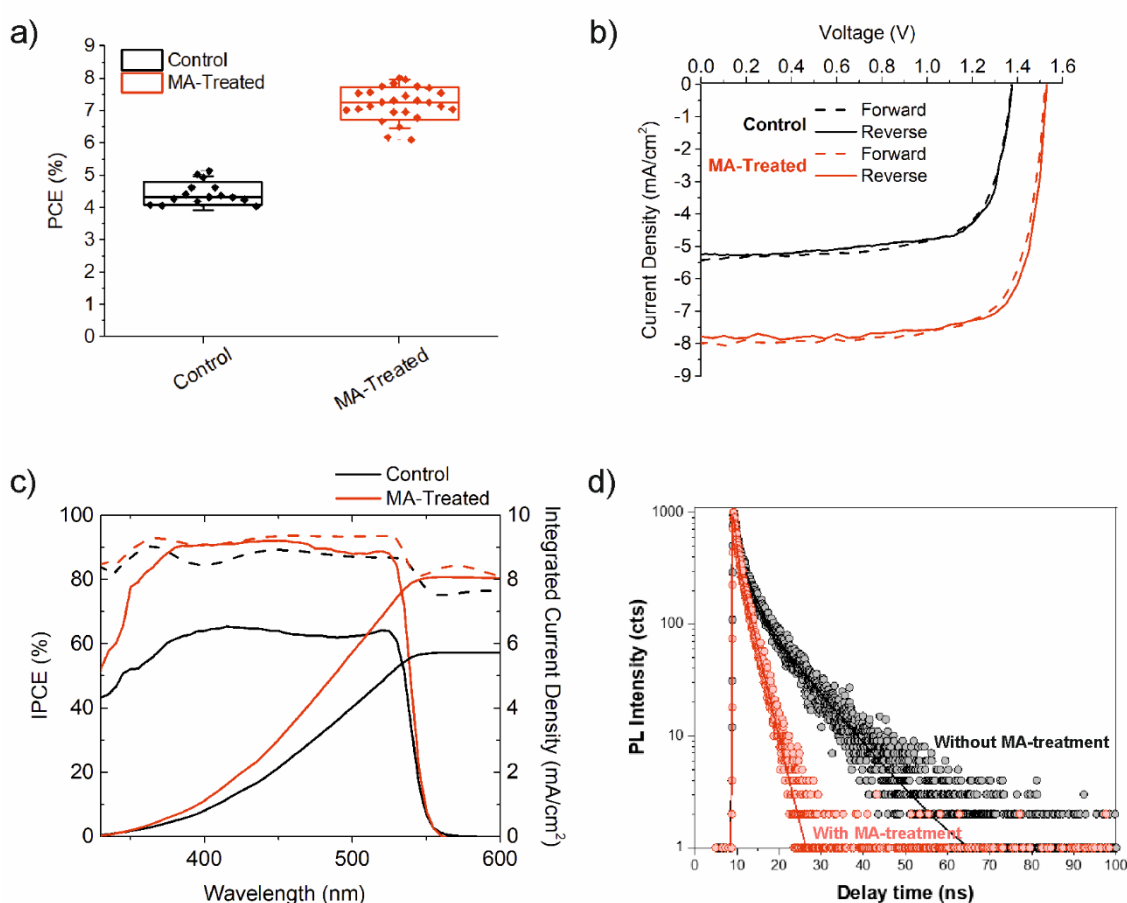 a)
Control
MA-Treated
PCE (%)
9
8
7
6
5
4
3
2
1
0
Control
MA-Treated
b)
Voltage (V)
0.0 0.2 0.4 0.6 0.8 1.0 1.2 1.4 1.6
Current Density (mA/cm²)
0
-1
-2
-3
-4
-5
-6
-7
-8
-9
Control
Forward
Reverse
MA-Treated
Forward
Reverse
c)
Control
MA-Treated
IPCE (%)
100
80
60
40
20
0
Integrated Current Density (mA/cm²)
10
8
6
4
2
0
400 500 600
Wavelength (nm)
d)
PL Intensity (cts)
1000
100
10
1
Without MA-treatment
With MA-treatment
0 10 20 30 40 50 60 70 80 90 100
Delay time (ns)